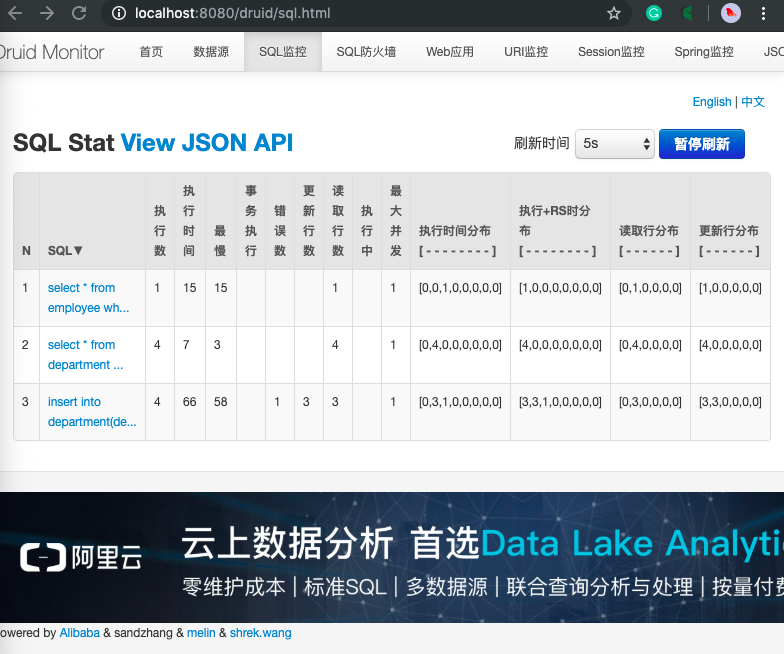 localhost:8080/druid/sql.html
Druid Monitor 首页 数据源 SQL监控 SQL防火墙 Web应用 URI监控 Session监控 Spring监控 JSO
English | 中文
SQL Stat View JSON API 刷新时间 5s 暂停刷新
N SQL▼ 执行数 执行时间 最慢 事务执行 错误数 更新行数 读取行数 执行中 最大并发 执行时间分布 [ - - - - - - - - ] 执行+RS时分布 [ - - - - - - - - ] 读取行分布 [ - - - - - - ] 更新行分布 [ - - - - - - ]
1 select * from employee wh... 1 15 15 1 1 [0,0,1,0,0,0,0,0] [1,0,0,0,0,0,0,0] [0,1,0,0,0,0] [1,0,0,0,0,0]
2 select * from department ... 4 7 3 4 1 [0,4,0,0,0,0,0,0] [4,0,0,0,0,0,0,0] [0,4,0,0,0,0] [4,0,0,0,0,0]
3 insert into department(de... 4 66 58 1 3 3 1 [0,3,1,0,0,0,0,0] [3,3,1,0,0,0,0,0] [0,3,0,0,0,0] [3,3,0,0,0,0]
阿里云
云上数据分析 首选Data Lake Analyti
零维护成本 | 标准SQL | 多数据源 | 联合查询分析与处理 | 按量付费
owered by Alibaba & sandzhang & melin & shrek.wang